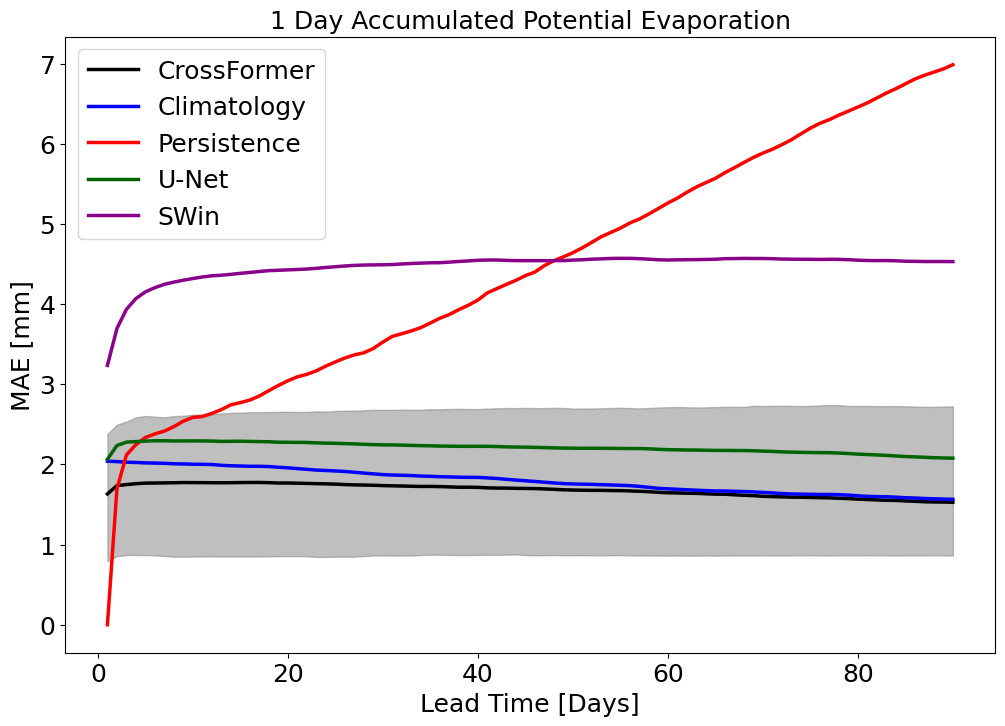 1 Day Accumulated Potential Evaporation
7
6
5
4
3
2
1
0
MAE [mm]
CrossFormer
Climatology
Persistence
U-Net
SWin
0 20 40 60 80
Lead Time [Days]